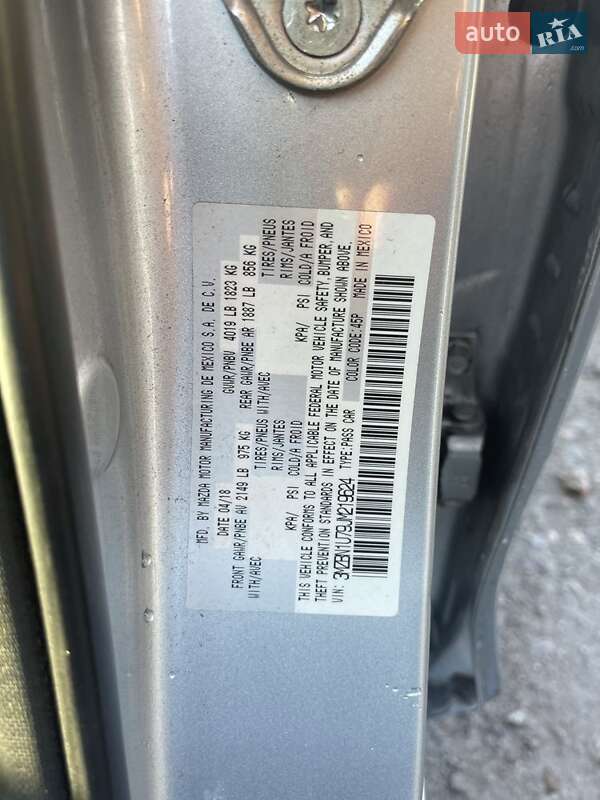 auto RIA.com
MFD. BY MAZDA MOTOR MANUFACTURING DE MEXICO S.A. DE C.V.
DATE 04/18 GVWR/PNBV 4019 LB 1823 KG
FRONT GAWR/PNBE AV 2149 LB 975 KG REAR GAWR/PNBE AR 1887 LB 856 KG
WITH/AVEC TIRES/PNEUS WITH/AVEC TIRES/PNEUS
RIMS/JANTES RIMS/JANTES
KPA/ PSI COLD/A FROID KPA/ PSI COLD/A FROID
THIS VEHICLE CONFORMS TO ALL APPLICABLE FEDERAL MOTOR VEHICLE SAFETY, BUMPER, AND
THEFT PREVENTION STANDARDS IN EFFECT ON THE DATE OF MANUFACTURE SHOWN ABOVE.
VIN: 3MZBN1U79JM219624 TYPE:PASS CAR COLOR CODE:45P MADE IN MEXICO